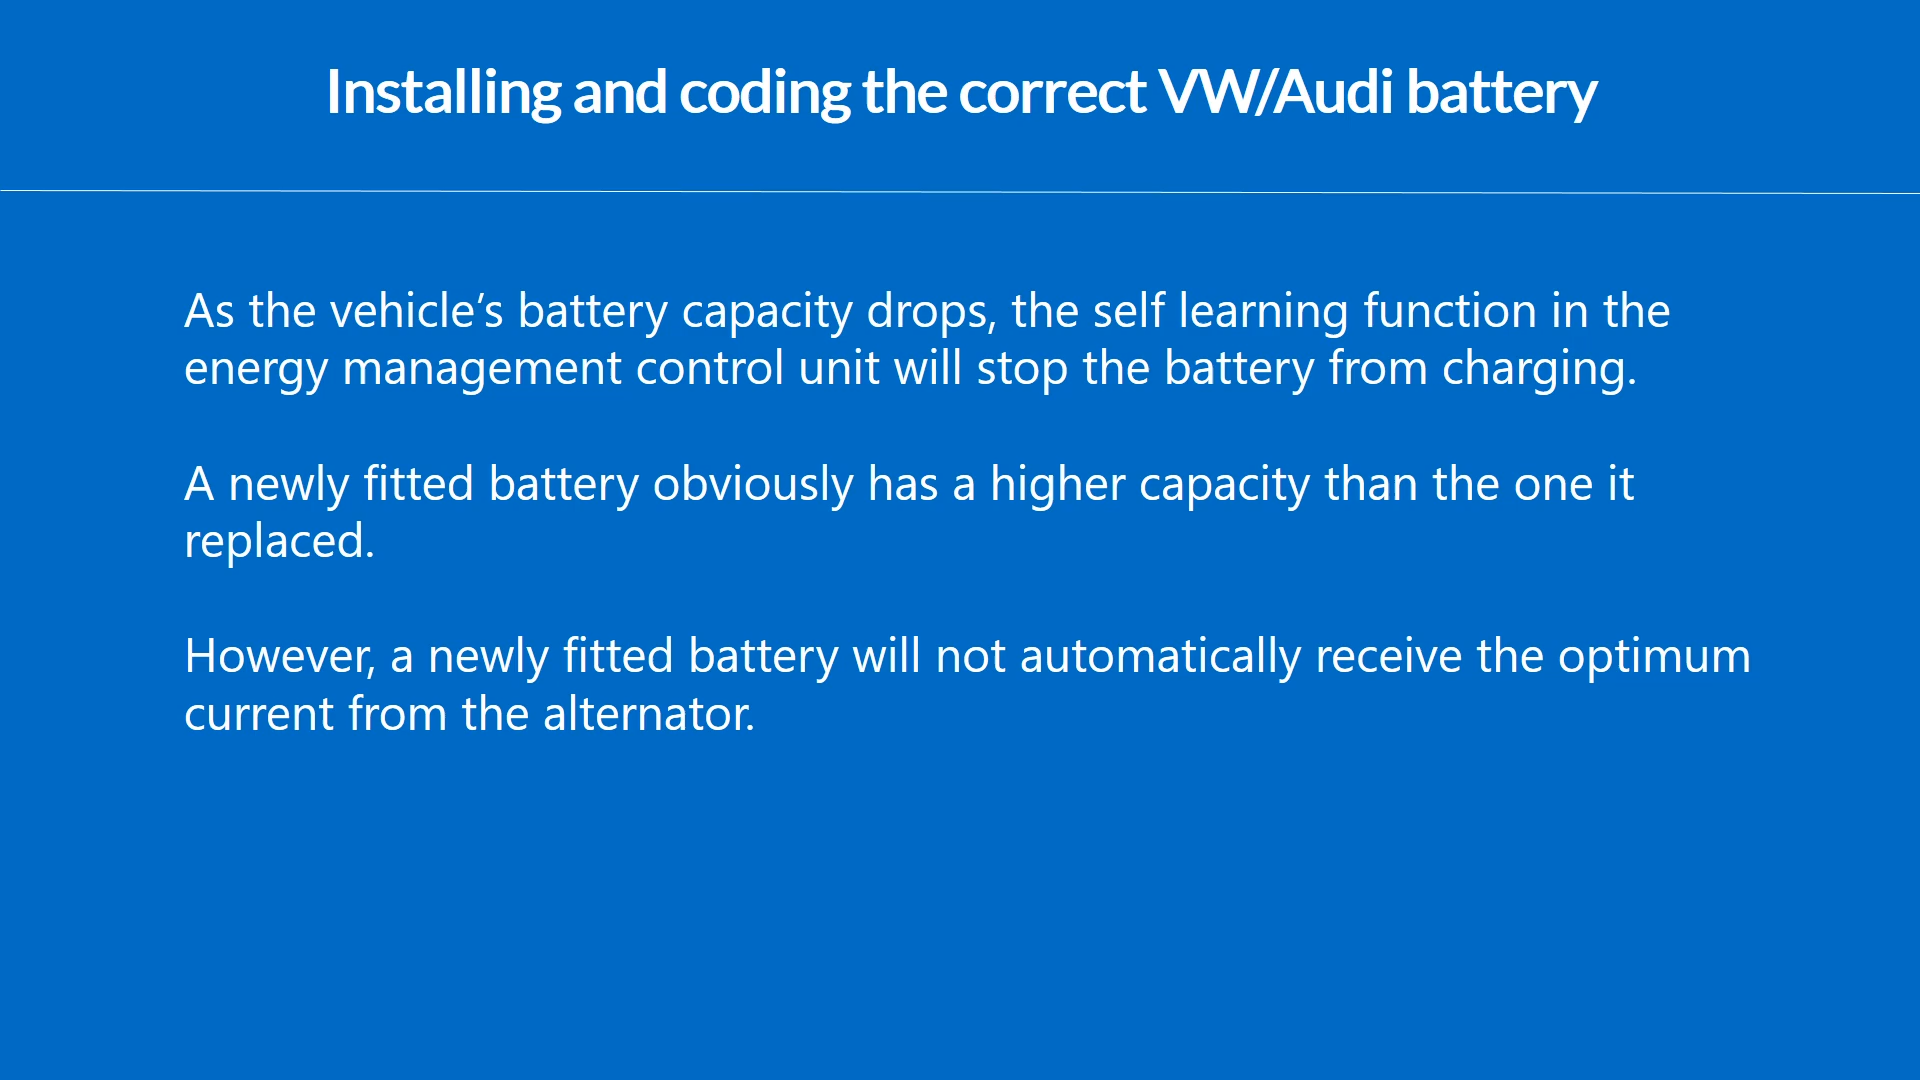 Installing and coding the correct VW/Audi battery
As the vehicle’s battery capacity drops, the self learning function in the
energy management control unit will stop the battery from charging.
A newly fitted battery obviously has a higher capacity than the one it
replaced.
However, a newly fitted battery will not automatically receive the optimum
current from the alternator.